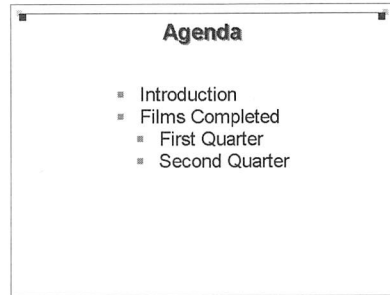 Agenda
Introduction
Films Completed
First Quarter
Second Quarter